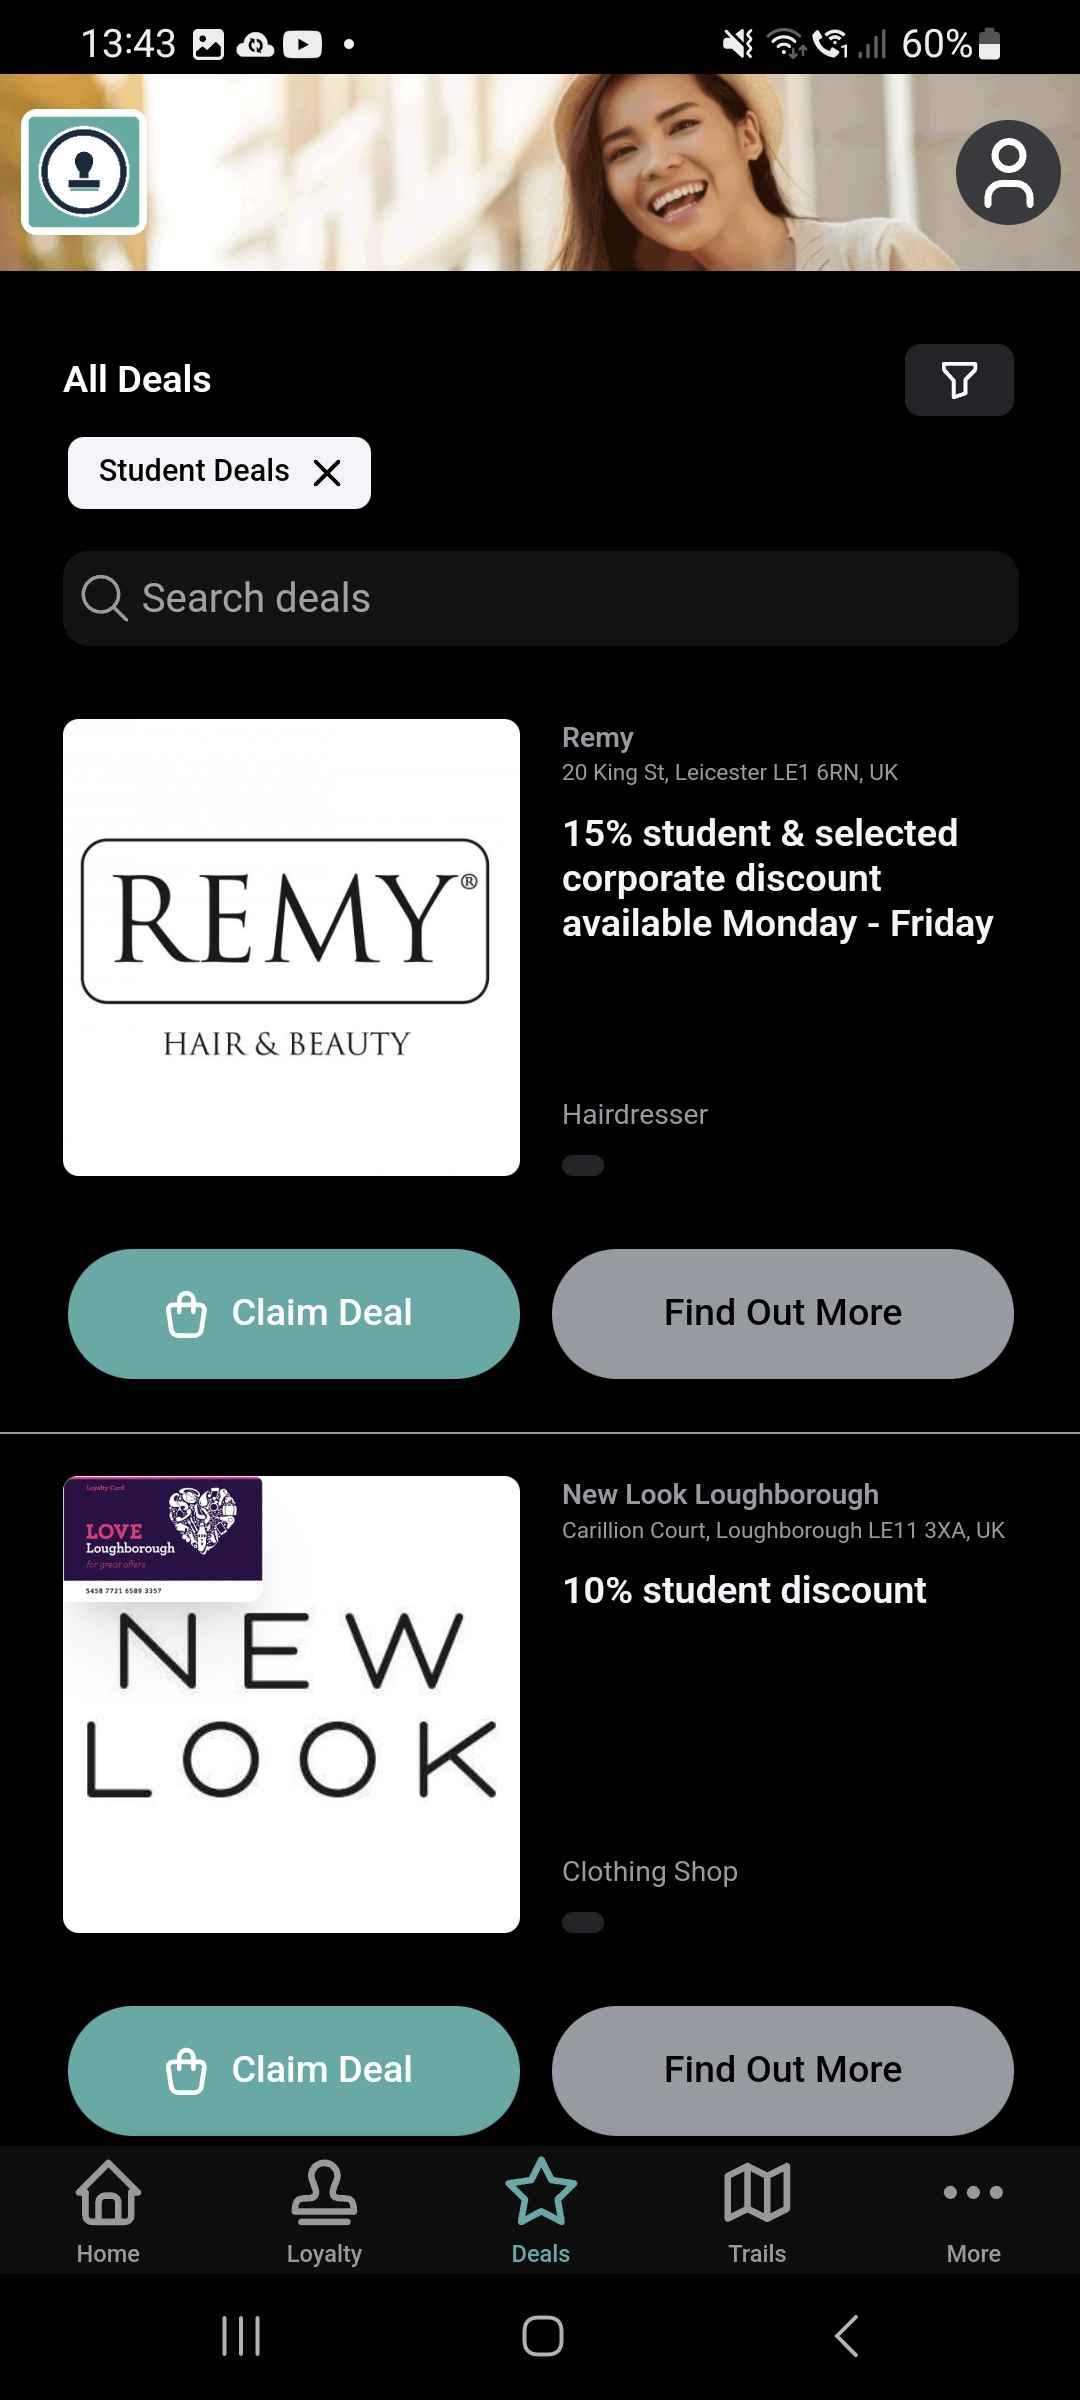 13:43
1 60%
All Deals
Student Deals
Search deals
REMY®
HAIR & BEAUTY
Remy
20 King St, Leicester LE1 6RN, UK
15% student & selected
corporate discount
available Monday - Friday
Hairdresser
Claim Deal
Find Out More
Loyalty Card
LOVE
Loughborough
for great offers
5458 7721 6589 3357
NEW
LOOK
New Look Loughborough
Carillion Court, Loughborough LE11 3XA, UK
10% student discount
Clothing Shop
Claim Deal
Find Out More
Home
Loyalty
Deals
Trails
More